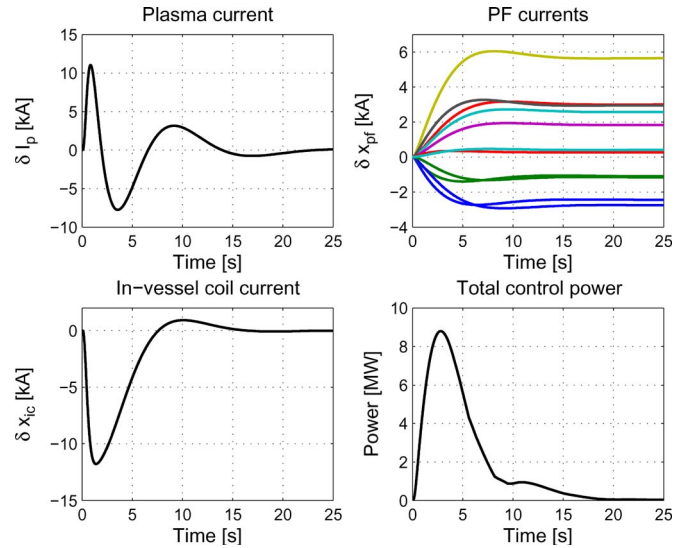 Plasma current
15
10
5
0
−5
−10
δ I_p [kA]
0 5 10 15 20 25
Time [s]
PF currents
6
4
2
0
−2
−4
δ x_pf [kA]
0 5 10 15 20 25
Time [s]
In−vessel coil current
0
−5
−10
−15
δ x_ic [kA]
0 5 10 15 20 25
Time [s]
Total control power
10
8
6
4
2
0
Power [MW]
0 5 10 15 20 25
Time [s]